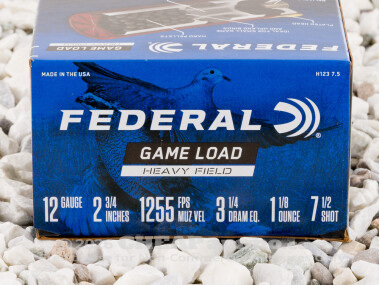 FEDERAL
MADE IN THE USA
H123 7.5
FEDERAL
GAME LOAD
HEAVY FIELD
12 GAUGE 2 3/4 INCHES 1255 FPS MUZ VEL 3 1/4 DRAM EQ. 1 1/8 OUNCE 7 1/2 SHOT